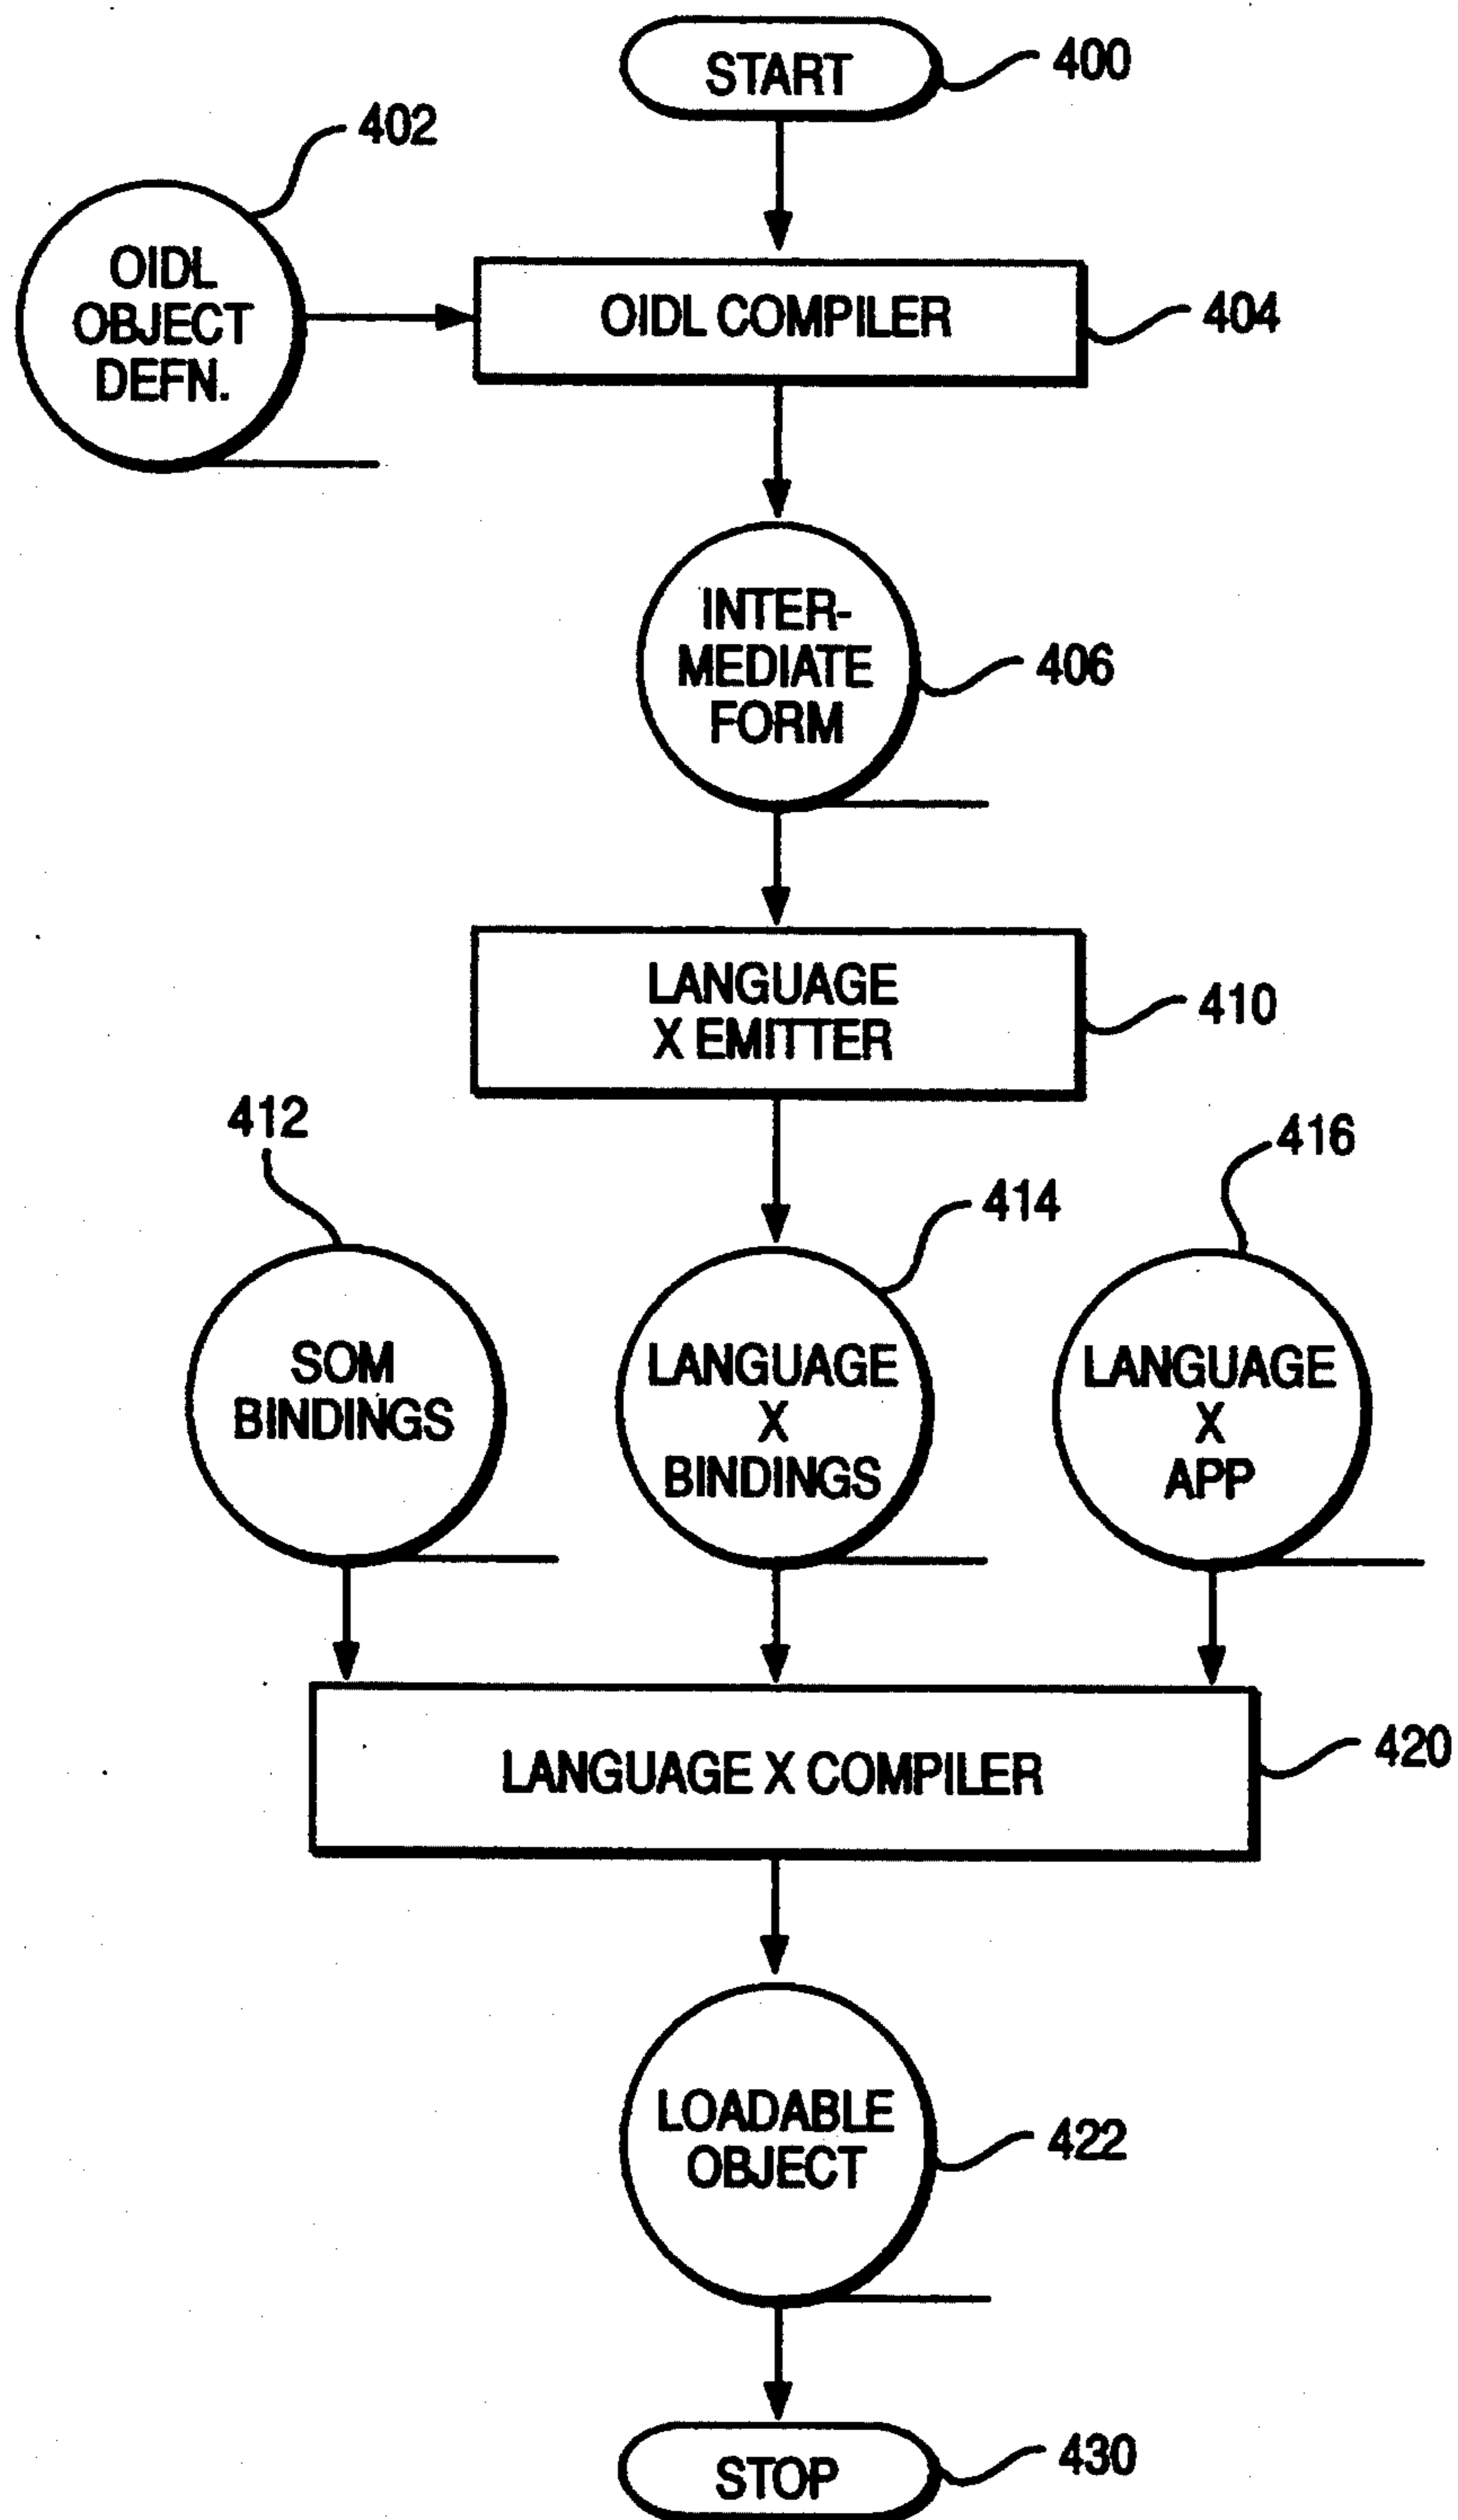 START
400
402
OIDL
OBJECT
DEFN.
OIDL COMPILER
404
INTER-
MEDIATE
FORM
406
LANGUAGE
X EMITTER
410
412
414
416
SOM
BINDINGS
LANGUAGE
X
BINDINGS
LANGUAGE
X
APP
LANGUAGE X COMPILER
420
LOADABLE
OBJECT
422
STOP
430